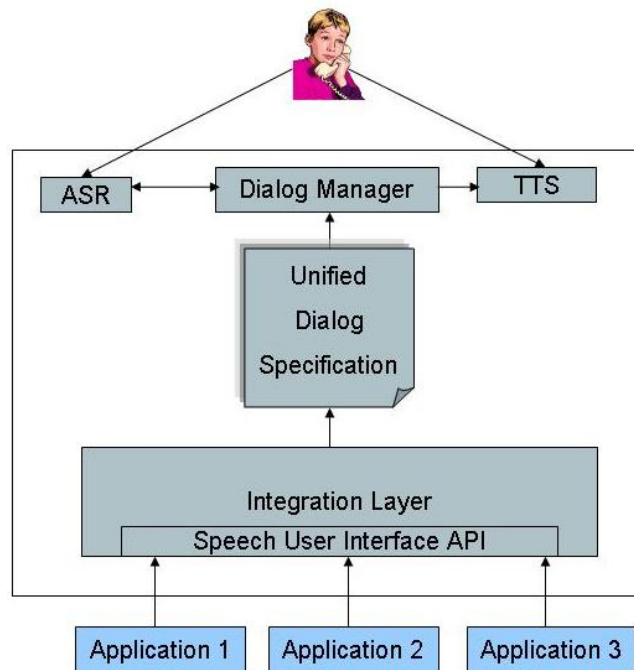 ASR
Dialog Manager
TTS
Unified
Dialog
Specification
Integration Layer
Speech User Interface API
Application 1
Application 2
Application 3